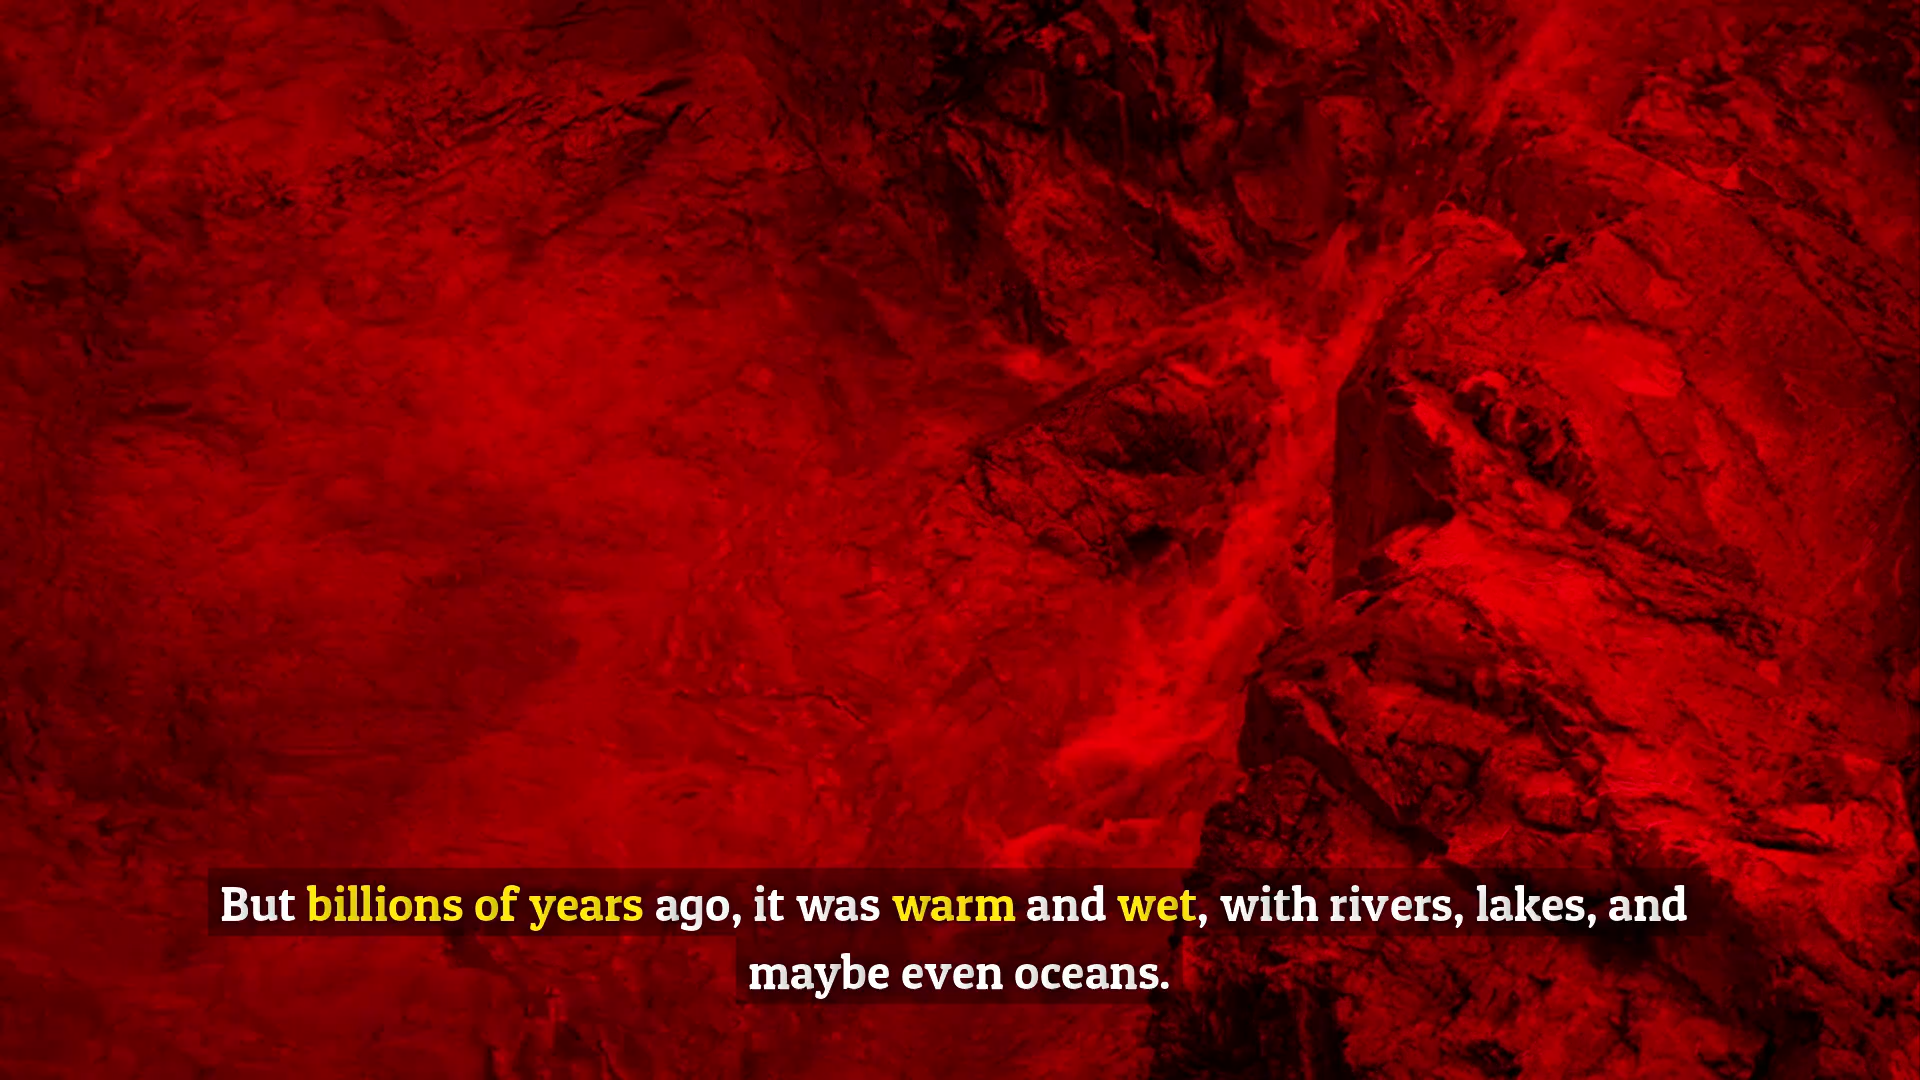 But billions of years ago, it was warm and wet, with rivers, lakes, and
maybe even oceans.